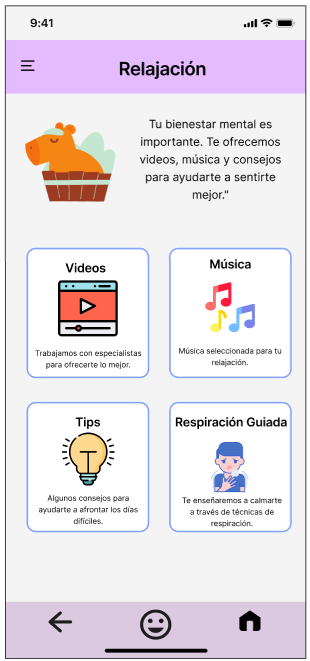 9:41
Relajación
Tu bienestar mental es
importante. Te ofrecemos
videos, música y consejos
para ayudarte a sentirte
mejor."
Videos
Trabajamos con especialistas
para ofrecerte lo mejor.
Música
Música seleccionada para tu
relajación.
Tips
Algunos consejos para
ayudarte a afrontar los días
difíciles.
Respiración Guiada
Te enseñaremos a calmarte
a través de técnicas de
respiración.